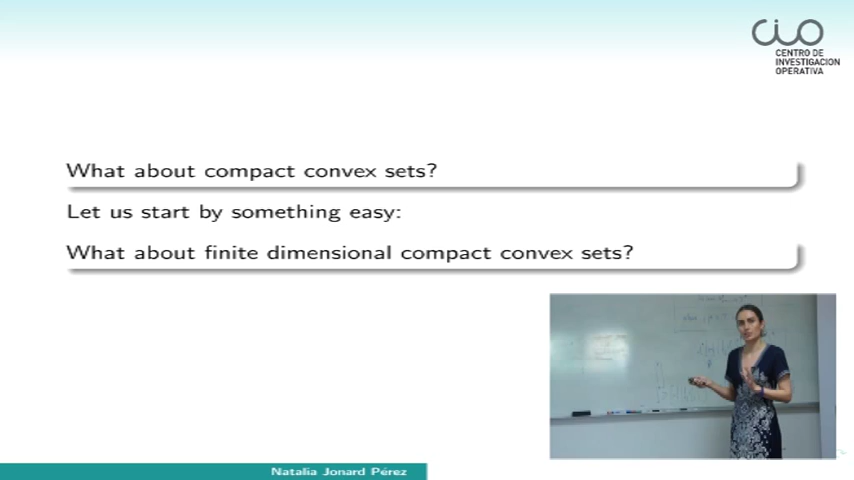 CIO
CENTRO DE
INVESTIGACION
OPERATIVA
What about compact convex sets?
Let us start by something easy:
What about finite dimensional compact convex sets?
Natalia Jonard Pérez